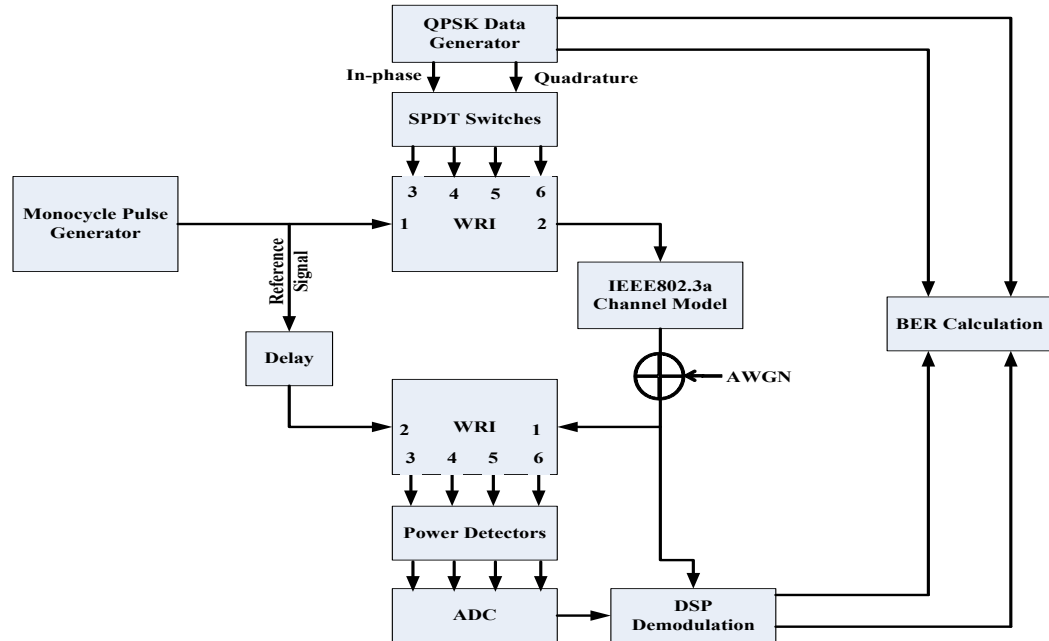 QPSK Data
Generator
In-phase
Quadrature
SPDT Switches
3 4 5 6
Monocycle Pulse
Generator
1 WRI 2
Reference
Signal
IEEE802.3a
Channel Model
BER Calculation
Delay
AWGN
2 WRI 1
3 4 5 6
Power Detectors
ADC
DSP
Demodulation